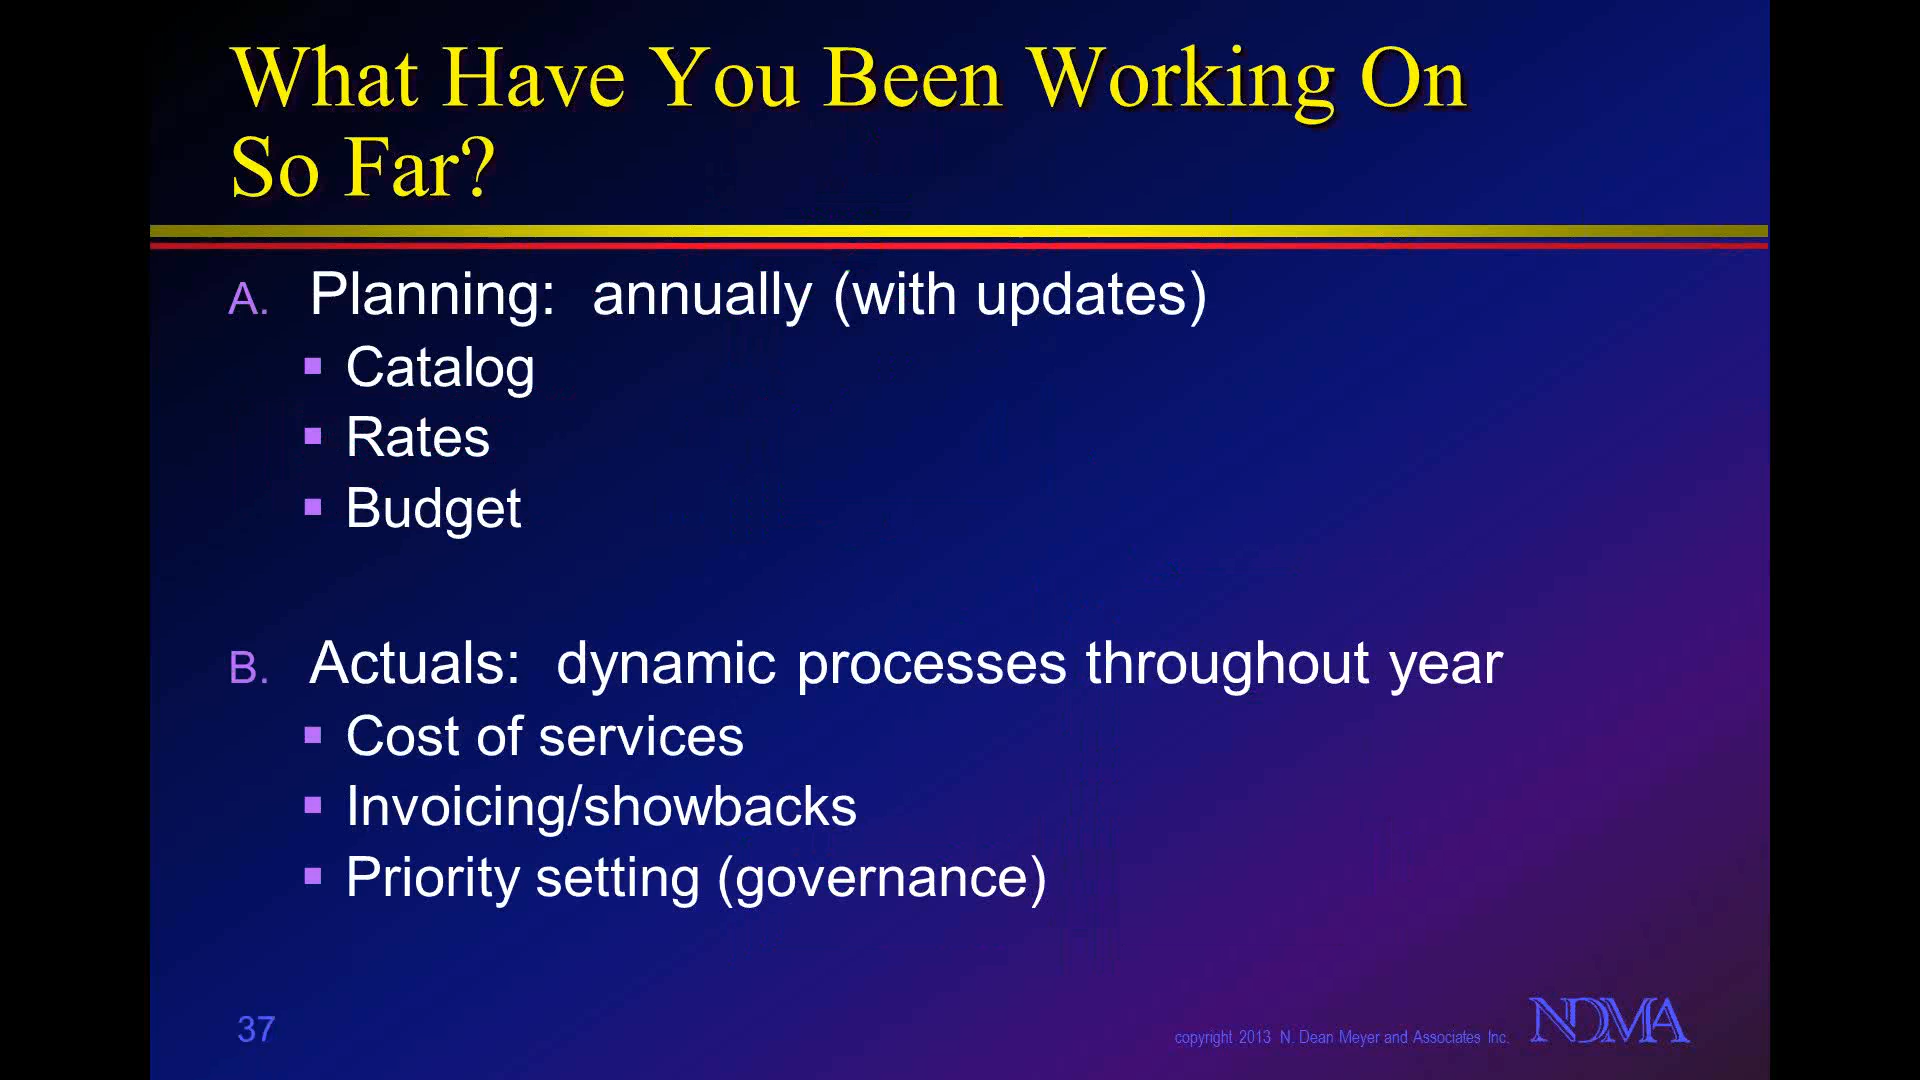 What Have You Been Working On
So Far?
A. Planning: annually (with updates)
▪ Catalog
▪ Rates
▪ Budget
B. Actuals: dynamic processes throughout year
▪ Cost of services
▪ Invoicing/showbacks
▪ Priority setting (governance)
37
copyright 2013 N. Dean Meyer and Associates Inc.
NDMA